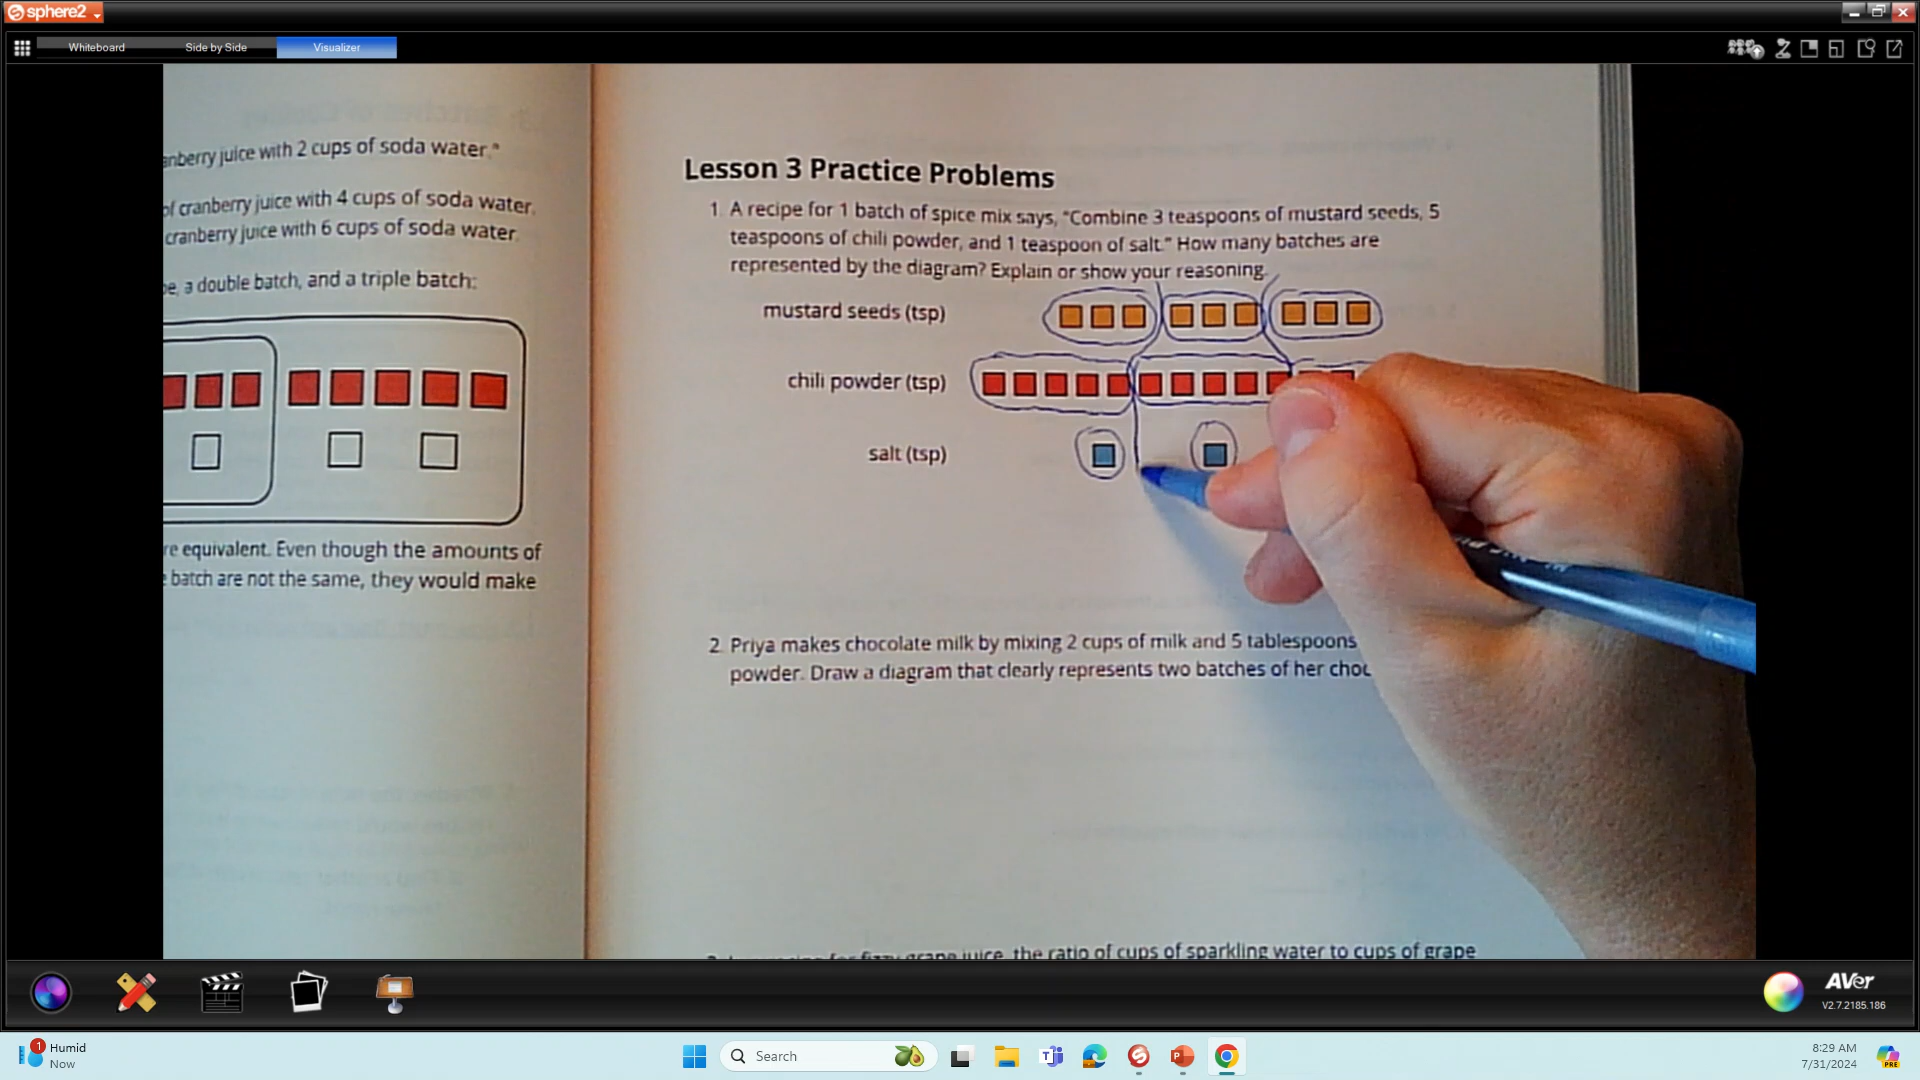 sphere2
Whiteboard Side by Side Visualizer
anberry juice with 2 cups of soda water."
of cranberry juice with 4 cups of soda water.
cranberry juice with 6 cups of soda water.
a double batch, and a triple batch:
re equivalent. Even though the amounts of
batch are not the same, they would make
Lesson 3 Practice Problems
1. A recipe for 1 batch of spice mix says, "Combine 3 teaspoons of mustard seeds, 5
teaspoons of chili powder, and 1 teaspoon of salt." How many batches are
represented by the diagram? Explain or show your reasoning.
mustard seeds (tsp)
chili powder (tsp)
salt (tsp)
2. Priya makes chocolate milk by mixing 2 cups of milk and 5 tablespoons
powder. Draw a diagram that clearly represents two batches of her choc
the ratio of cups of sparkling water to cups of grape
AVer
V2.7.2185.186
1
Humid
Now
Search
8:29 AM
7/31/2024
PRE